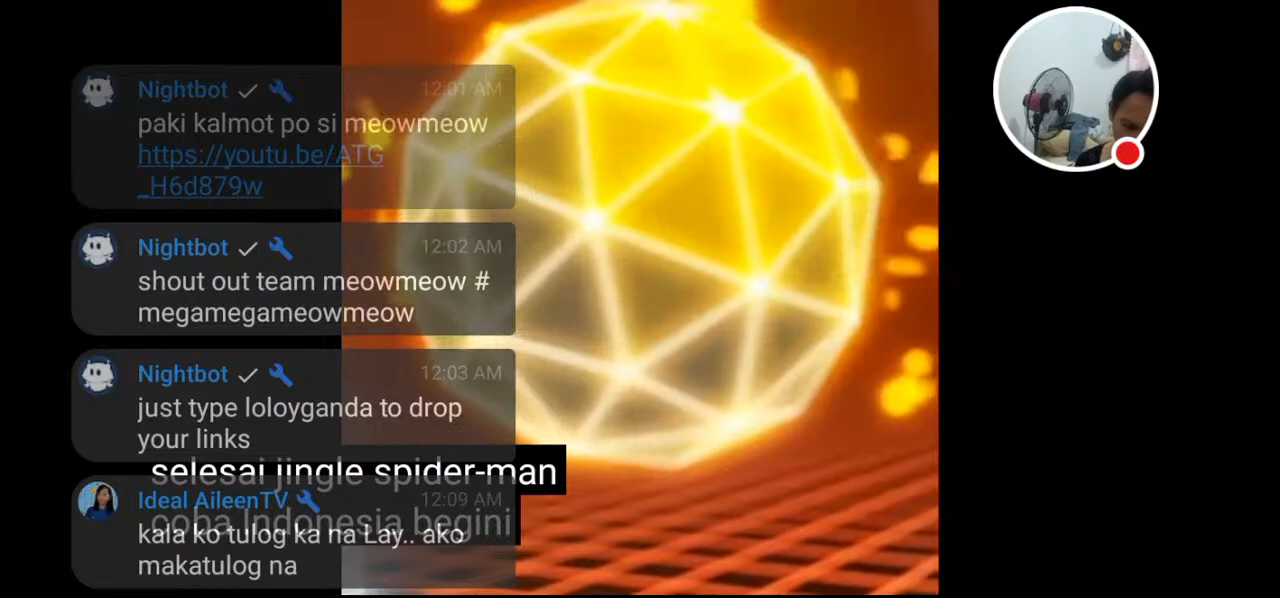 Nightbot 12:01 AM
paki kalmot po si meowmeow
https://youtu.be/ATG
_H6d879w
Nightbot 12:02 AM
shout out team meowmeow #
megamegameowmeow
Nightbot 12:03 AM
just type loloyganda to drop
your links
selesai jingle spider-man
Ideal AileenTV 12:09 AM
coba Indonesia begini
kala ko tulog ka na Lay.. ako
makatulog na